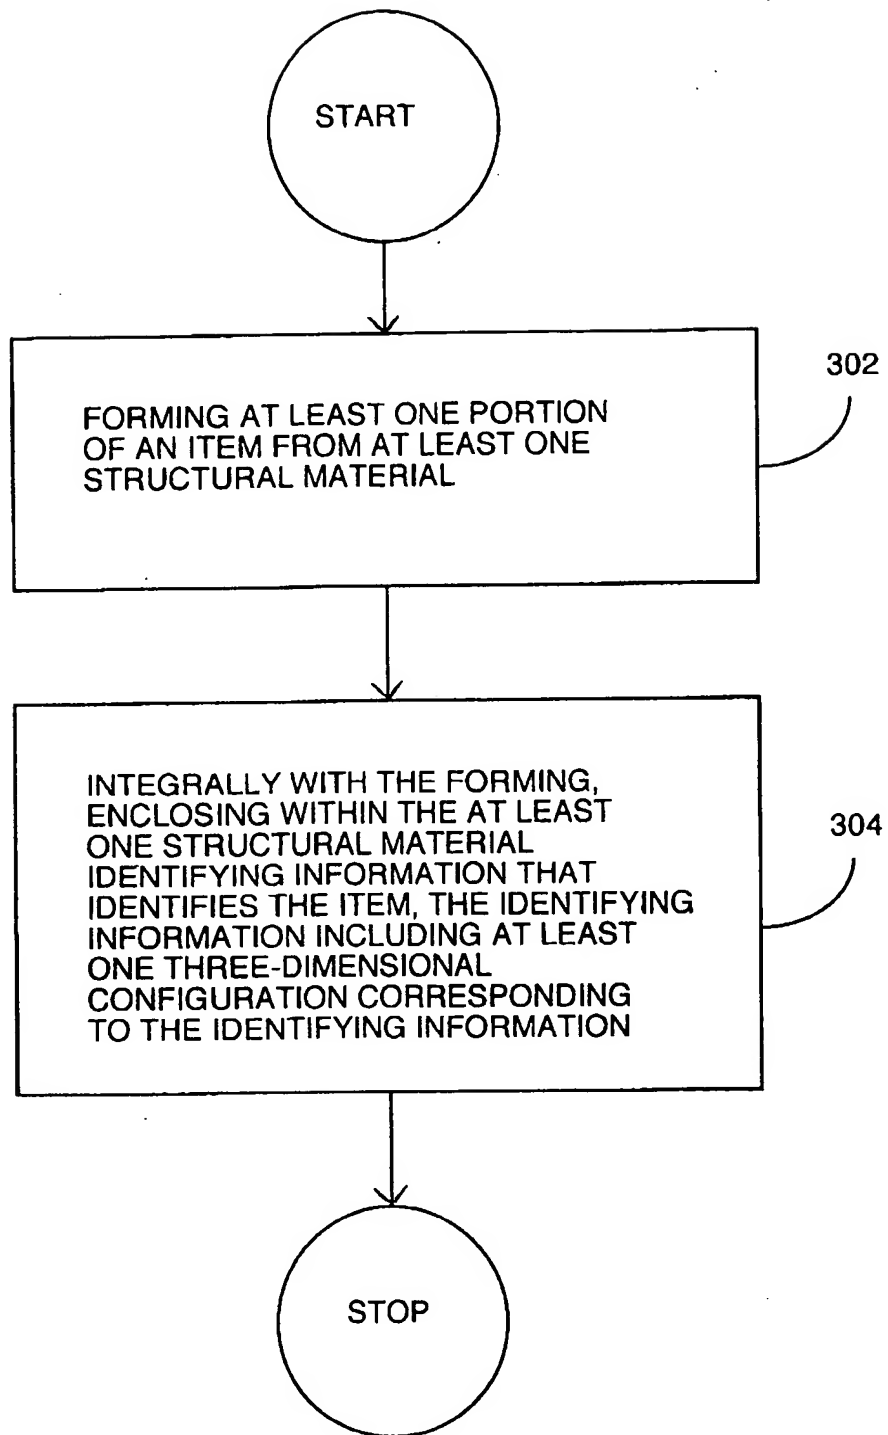 START
302
FORMING AT LEAST ONE PORTION
OF AN ITEM FROM AT LEAST ONE
STRUCTURAL MATERIAL
INTEGRALLY WITH THE FORMING,
ENCLOSING WITHIN THE AT LEAST
ONE STRUCTURAL MATERIAL
304
IDENTIFYING INFORMATION THAT
IDENTIFIES THE ITEM, THE IDENTIFYING
INFORMATION INCLUDING AT LEAST
ONE THREE-DIMENSIONAL
CONFIGURATION CORRESPONDING
TO THE IDENTIFYING INFORMATION
STOP